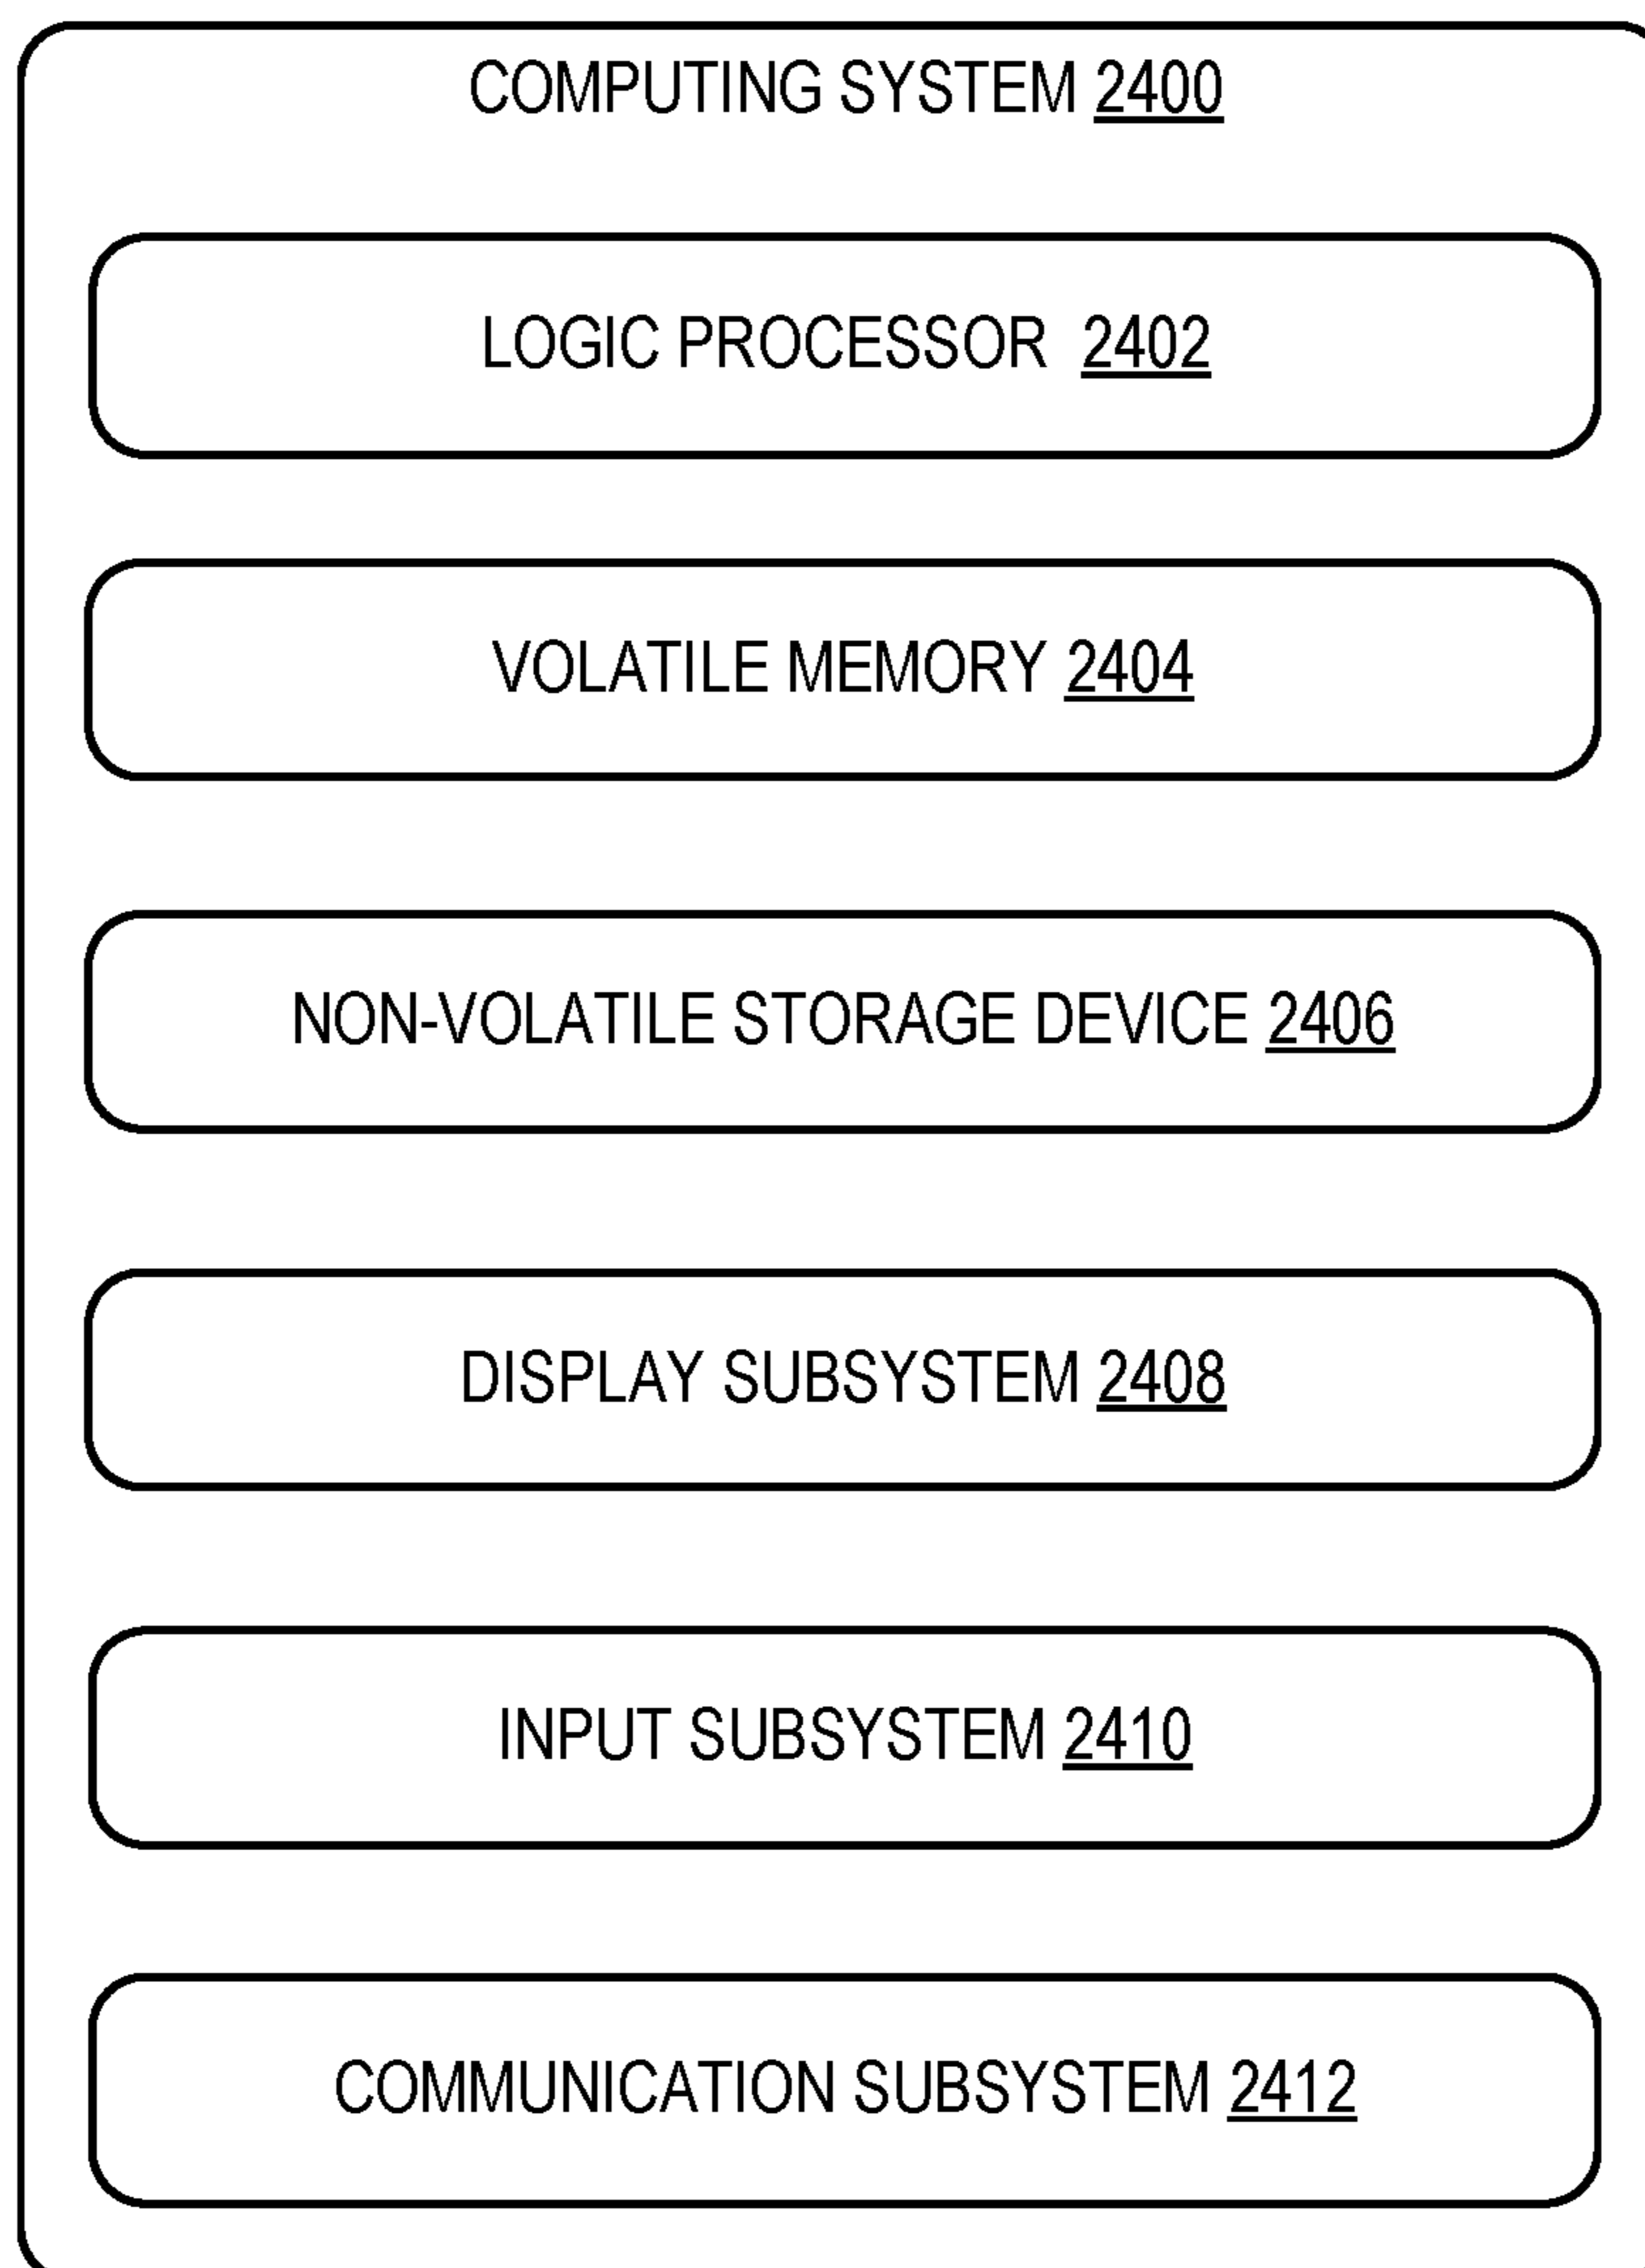 COMPUTING SYSTEM 2400
LOGIC PROCESSOR 2402
VOLATILE MEMORY 2404
NON-VOLATILE STORAGE DEVICE 2406
DISPLAY SUBSYSTEM 2408
INPUT SUBSYSTEM 2410
COMMUNICATION SUBSYSTEM 2412